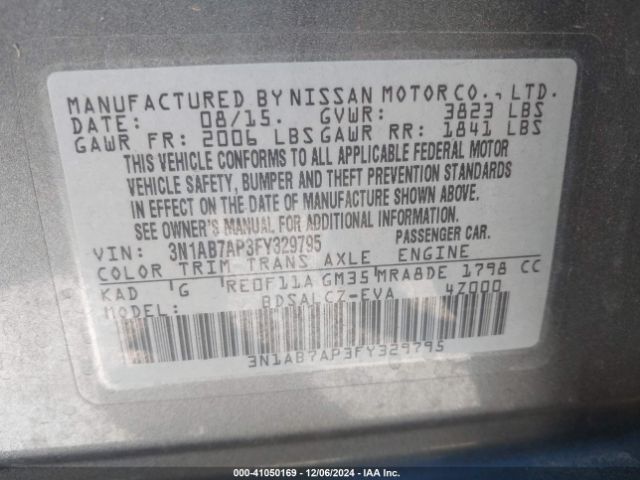 MANUFACTURED BY NISSAN MOTOR CO., LTD.
DATE: 08/15. GVWR: 3823 LBS
GAWR FR: 2006 LBS GAWR RR: 1841 LBS
THIS VEHICLE CONFORMS TO ALL APPLICABLE FEDERAL MOTOR
VEHICLE SAFETY, BUMPER AND THEFT PREVENTION STANDARDS
IN EFFECT ON THE DATE OF MANUFACTURE SHOWN ABOVE.
SEE OWNER'S MANUAL FOR ADDITIONAL INFORMATION.
VIN: 3N1AB7AP3FY329795 PASSENGER CAR.
COLOR TRIM TRANS AXLE ENGINE
KAD G RE0F11A GM35 MRA8DE 1798 CC
MODEL: BDSALCZ-EVA 4Z000
3N1AB7AP3FY329795
000-41050169 - 12/06/2024 - IAA Inc.